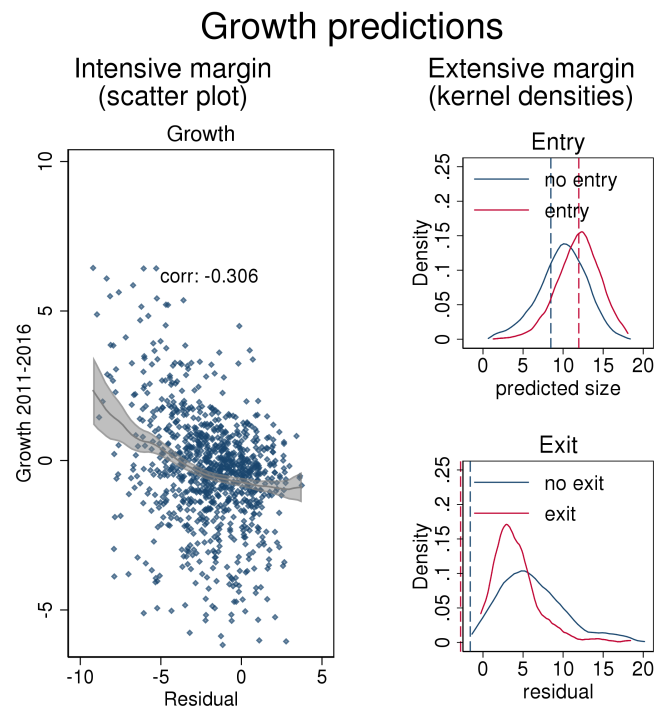 Growth predictions
Intensive margin
(scatter plot)
Growth
10
5
0
-5
Growth 2011-2016
corr: -0.306
-10
-5
0
5
Residual
Extensive margin
(kernel densities)
Entry
.25
.2
.15
.1
.05
0
Density
no entry
entry
0
5
10
15
20
predicted size
Exit
.25
.2
.15
.1
.05
0
Density
no exit
exit
0
5
10
15
20
residual